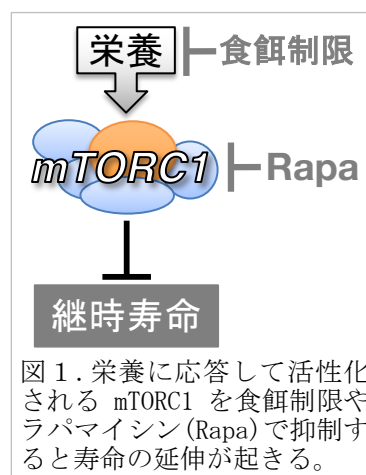 栄養
食餌制限
mTORC1
Rapa
継時寿命
図１.栄養に応答して活性化
される mTORC1 を食餌制限や
ラパマイシン(Rapa)で抑制す
ると寿命の延伸が起きる。